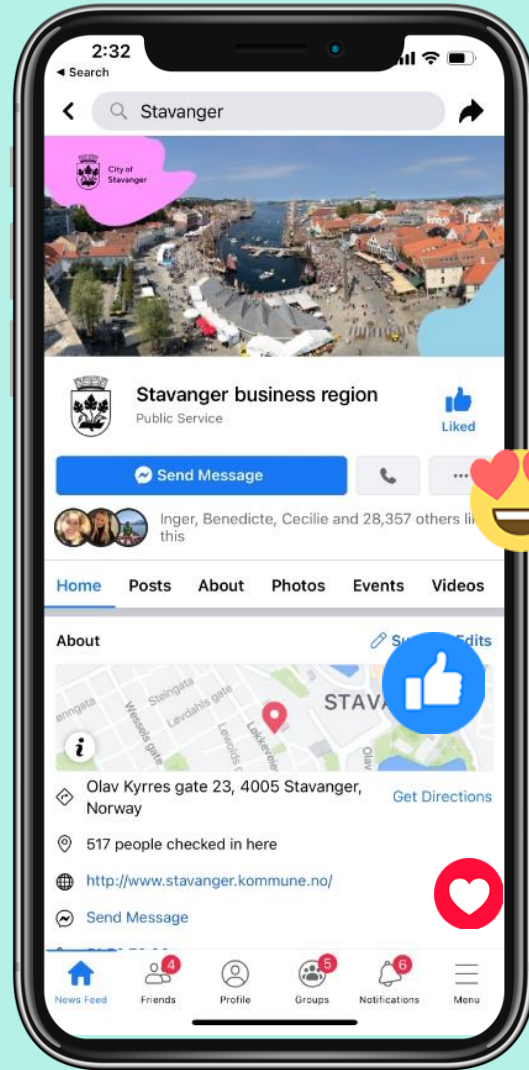 2:32
Search
Stavanger
City of
Stavanger
Stavanger business region
Public Service
Liked
Send Message
Inger, Benedicte, Cecilie and 28,357 others
this
Home Posts About Photos Events Videos
About
Steingata
Løvdahls gate
Wessels gate
Lewolds g
Løkkeveien
Olav
Olav Kyrres gate 23, 4005 Stavanger,
Norway
Get Directions
517 people checked in here
http://www.stavanger.kommune.no/
Send Message
4
5
6
News Feed Friends Profile Groups Notifications Menu